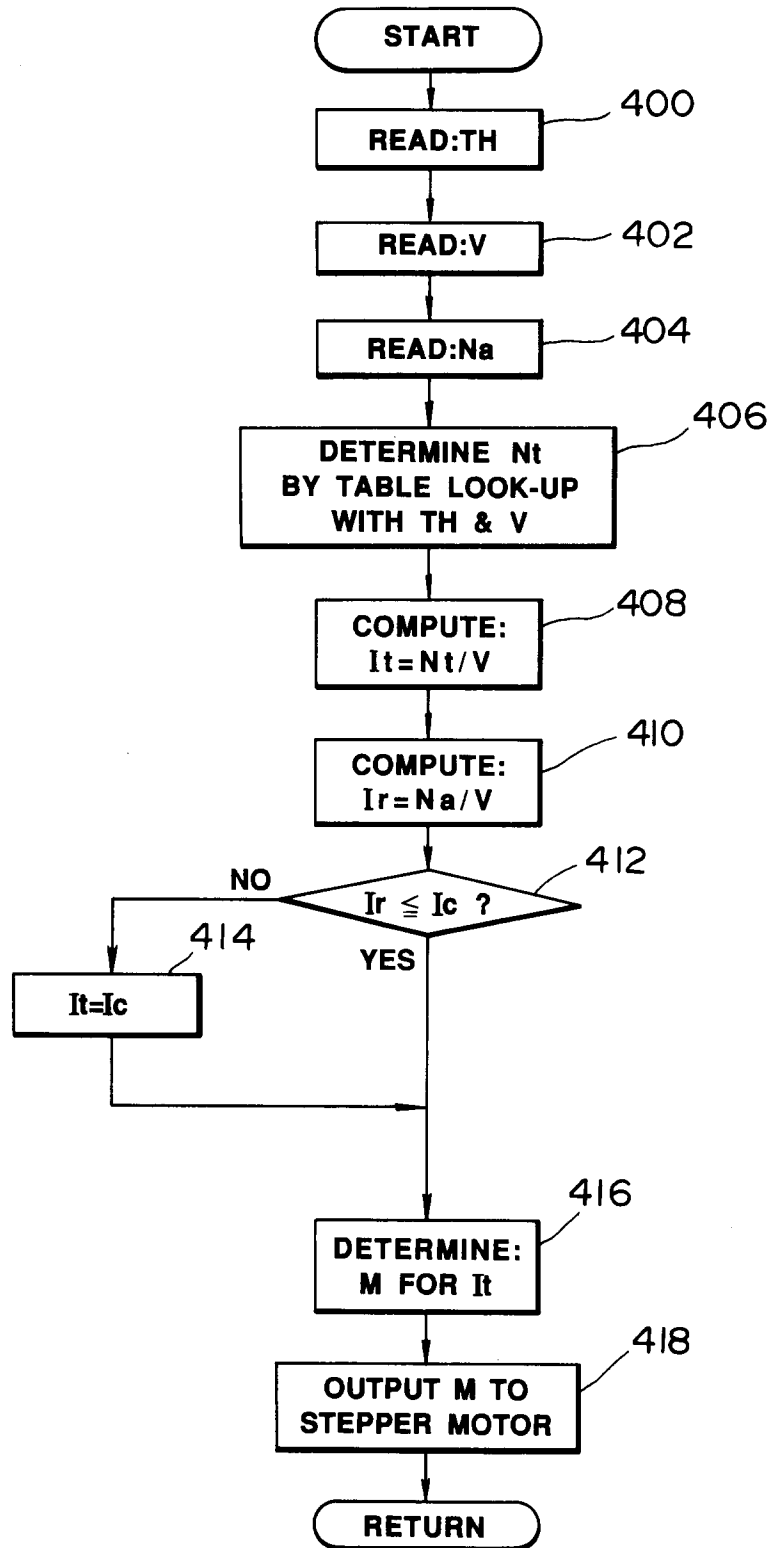 START
READ:TH
400
READ:V
402
READ:Na
404
DETERMINE Nt
BY TABLE LOOK-UP
WITH TH & V
406
COMPUTE:
It=Nt/V
408
COMPUTE:
Ir=Na/V
410
Ir ≦ Ic ?
412
NO
YES
414
It=Ic
DETERMINE:
M FOR It
416
OUTPUT M TO
STEPPER MOTOR
418
RETURN